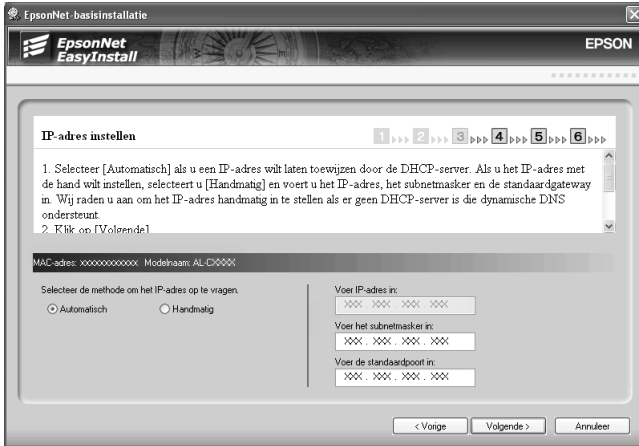 EpsonNet-basisinstallatie
EpsonNet
EasyInstall
EPSON
IP-adres instellen
1 2 3 4 5 6
1. Selecteer [Automatisch] als u een IP-adres wilt laten toewijzen door de DHCP-server. Als u het IP-adres met
de hand wilt instellen, selecteert u [Handmatig] en voert u het IP-adres, het subnetmasker en de standaardgateway
in. Wij raden u aan om het IP-adres handmatig in te stellen als er geen DHCP-server is die dynamische DNS
ondersteunt.
2. Klik op [Volgende]
MAC-adres: xxxxxxxxxxxx Modelnaam: AL-CXXXX
Selecteer de methode om het IP-adres op te vragen.
Automatisch
Handmatig
Voer IP-adres in:
XXX . XXX . XXX . XXX
Voer het subnetmasker in:
XXX . XXX . XXX . XXX
Voer de standaardpoort in:
XXX . XXX . XXX . XXX
< Vorige
Volgende >
Annuleer